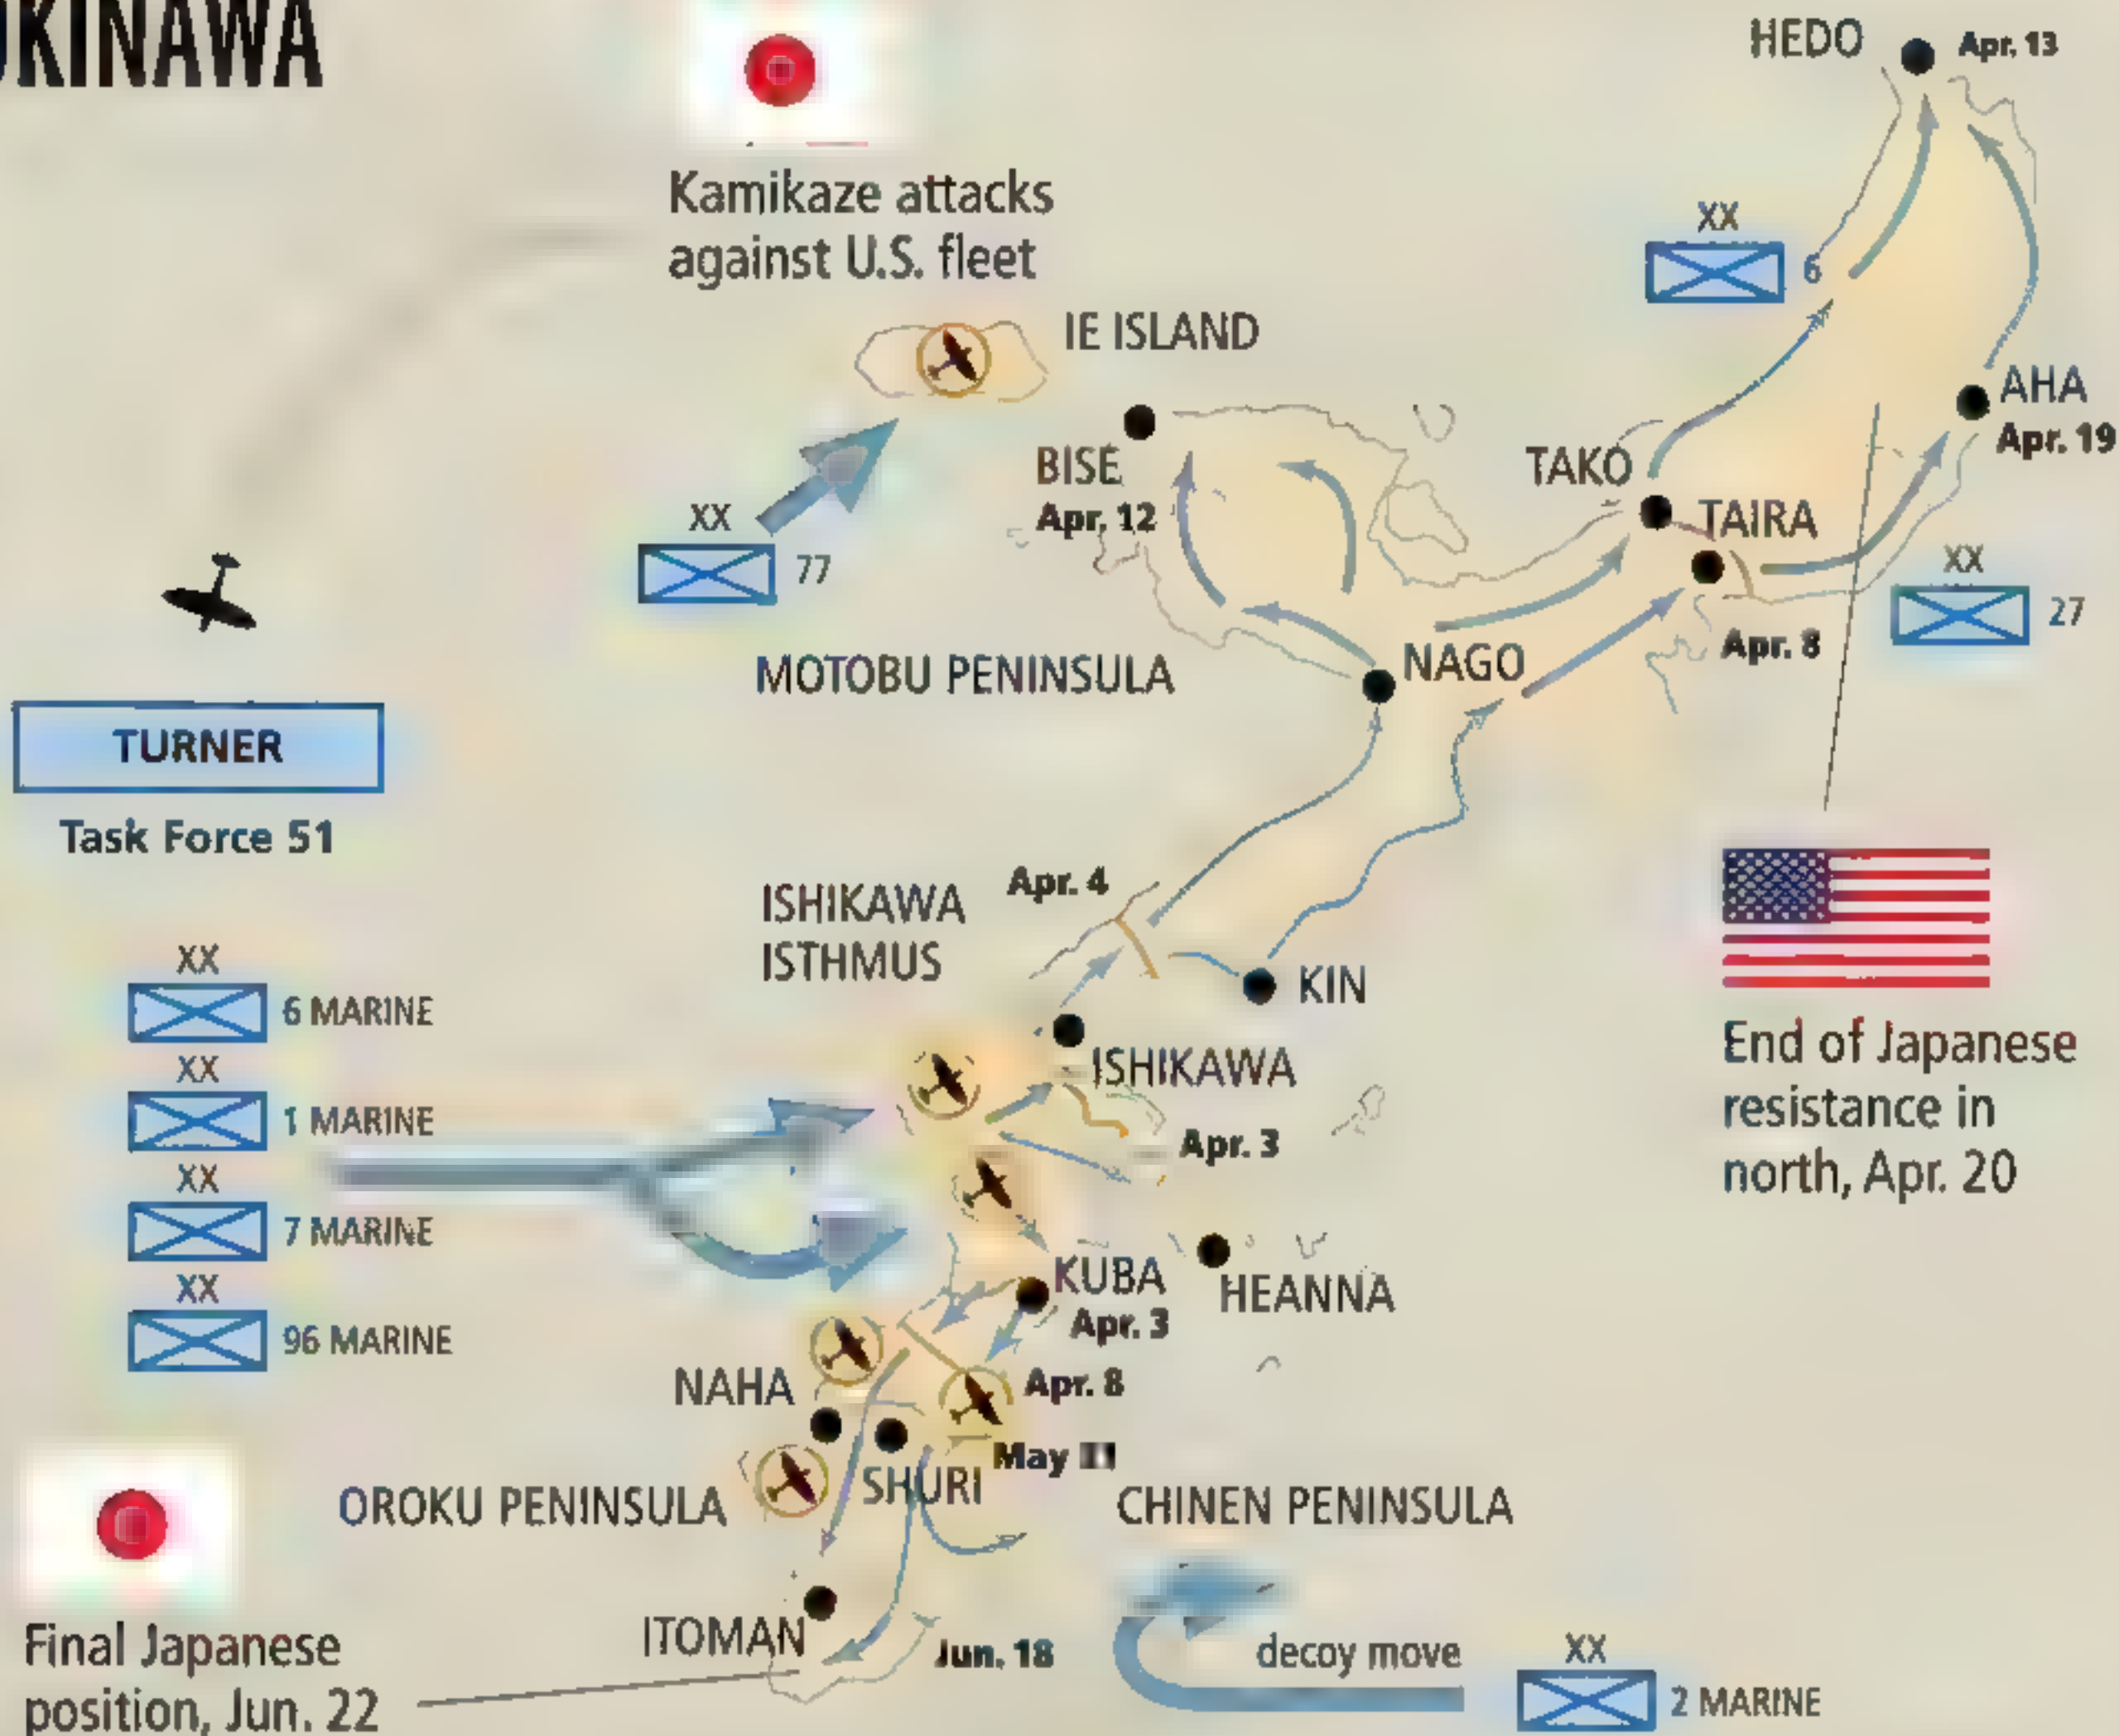 OKINAWA
Kamikaze attacks
against U.S. fleet
HEDO
Apr. 13
XX
6
IE ISLAND
AHA
Apr. 19
BISE
Apr. 12
TAKO
TAIRA
Apr. 8
XX
77
XX
27
MOTOBU PENINSULA
NAGO
TURNER
Task Force 51
ISHIKAWA
ISTHMUS
Apr. 4
KIN
End of Japanese
resistance in
north, Apr. 20
XX
6 MARINE
XX
1 MARINE
XX
7 MARINE
XX
96 MARINE
ISHIKAWA
Apr. 3
KUBA
Apr. 3
HEANNA
NAHA
Apr. 8
May
SHURI
OROKU PENINSULA
CHINEN PENINSULA
ITOMAN
Jun. 18
decoy move
XX
2 MARINE
Final Japanese
position, Jun. 22